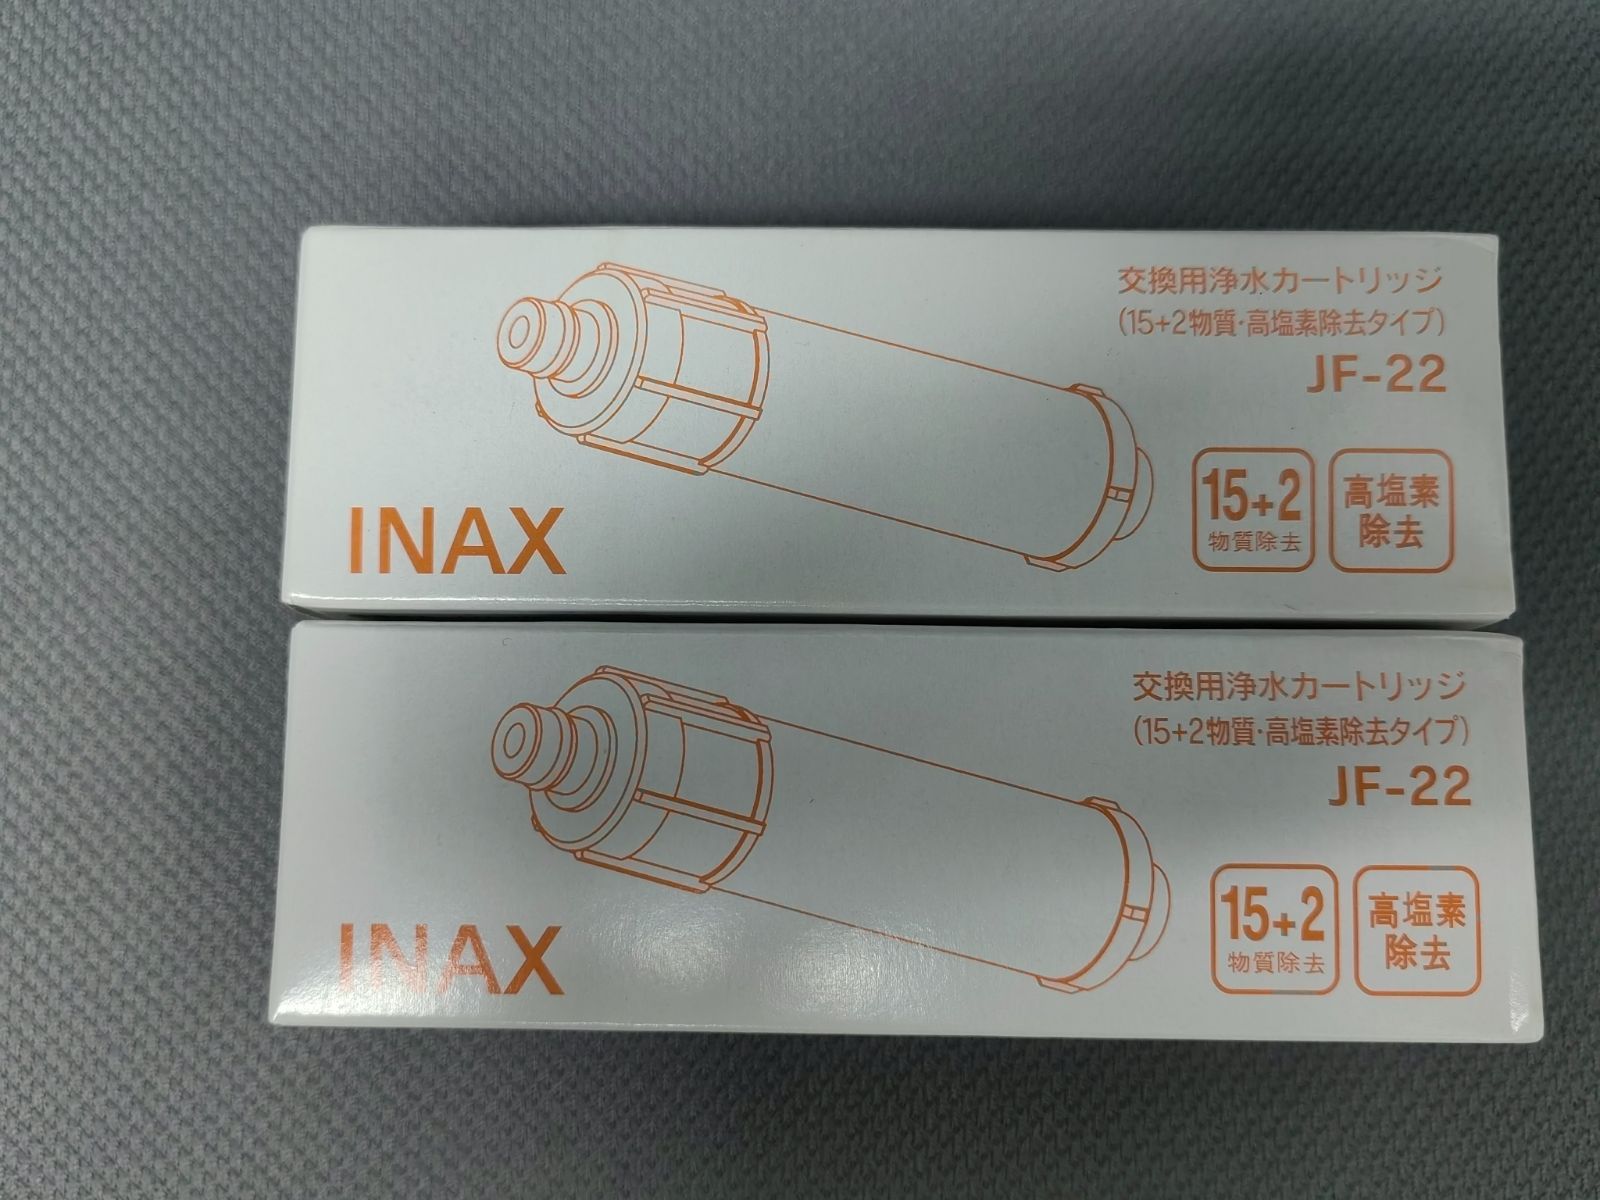 交換用浄水カートリッジ
(15+2物質・高塩素除去タイプ)
JF-22
15+2
物質除去
高塩素
除去
INAX
交換用浄水カートリッジ
(15+2物質・高塩素除去タイプ)
JF-22
15+2
物質除去
高塩素
除去
INAX